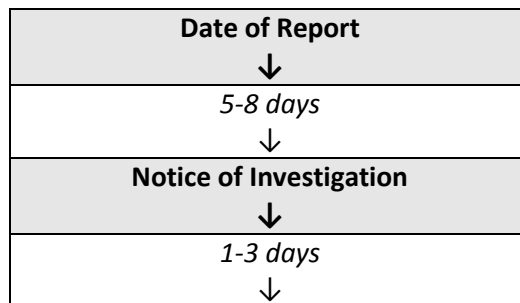 Date of Report
↓
5-8 days
↓
Notice of Investigation
↓
1-3 days
↓